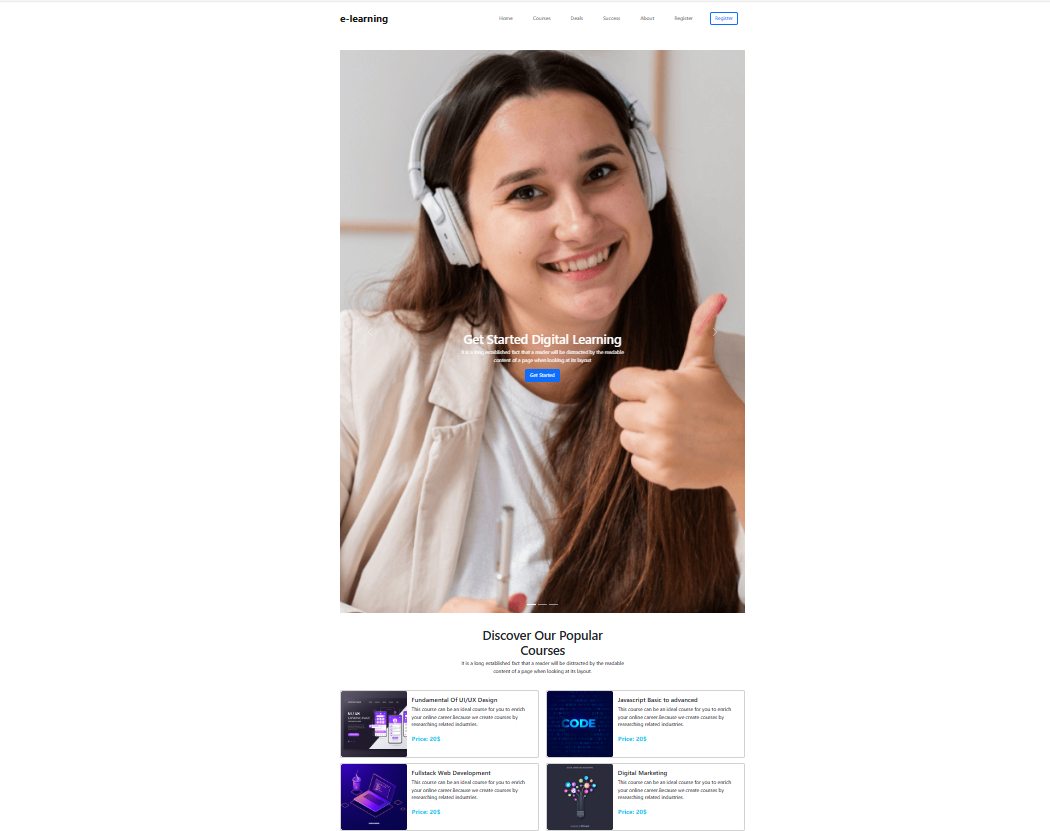 e-learning
Home Courses Deals Success About Register Register
Get Started Digital Learning
It is a long established fact that a reader will be distracted by the readable
content of a page when looking at its layout
Get Started
Discover Our Popular
Courses
It is a long established fact that a reader will be distracted by the readable
content of a page when looking at its layout.
UI / UX
Fundamental Of UI/UX Design
This course can be an ideal course for you to enrich
your online career.Because we create courses by
researching related industries.
Price: 20$
CODE
Javascript Basic to advanced
This course can be an ideal course for you to enrich
your online career.Because we create courses by
researching related industries.
Price: 20$
Fullstack Web Development
This course can be an ideal course for you to enrich
your online career.Because we create courses by
researching related industries.
Price: 20$
Digital Marketing
This course can be an ideal course for you to enrich
your online career.Because we create courses by
researching related industries.
Price: 20$